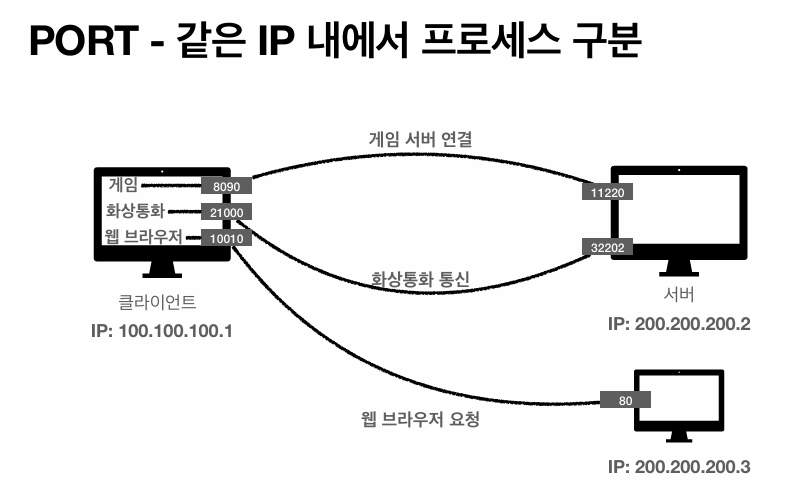 PORT - 같은 IP 내에서 프로세스 구분
게임 서버 연결
게임
8090
화상통화
21000
웹 브라우저
10010
11220
32202
화상통화 통신
클라이언트
IP: 100.100.100.1
서버
IP: 200.200.200.2
80
웹 브라우저 요청
IP: 200.200.200.3